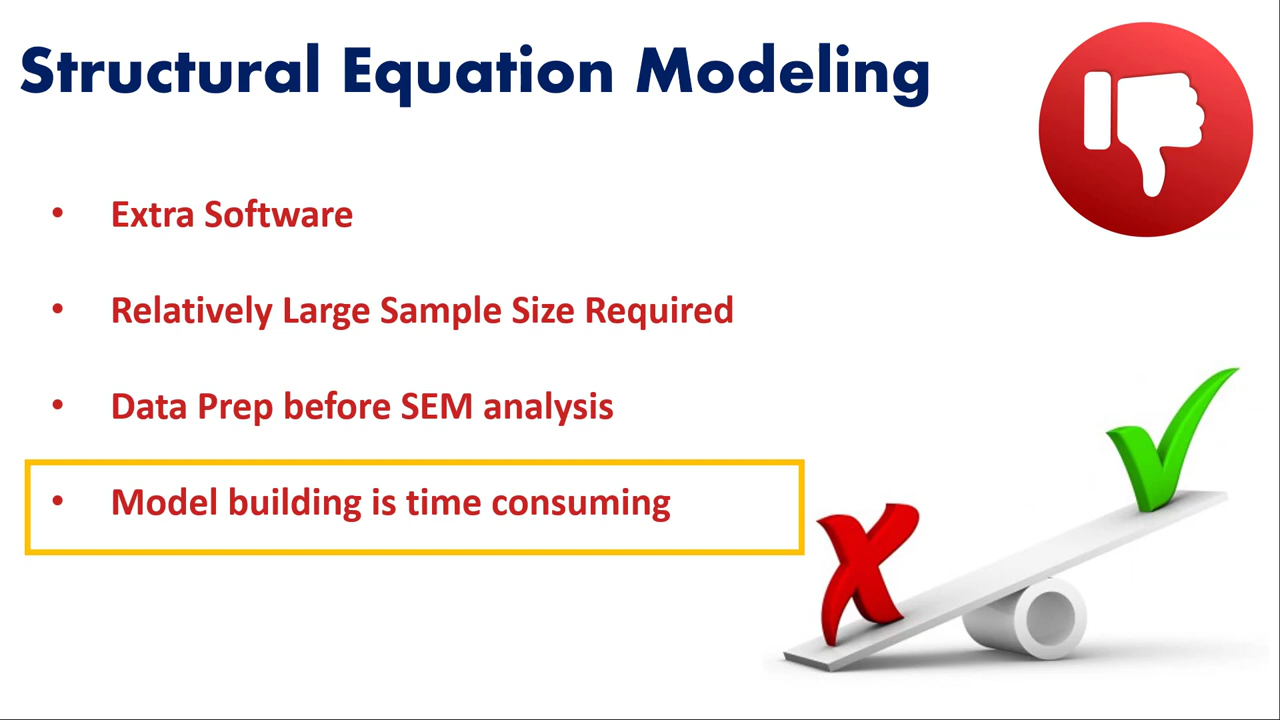 Structural Equation Modeling
• Extra Software
• Relatively Large Sample Size Required
• Data Prep before SEM analysis
• Model building is time consuming